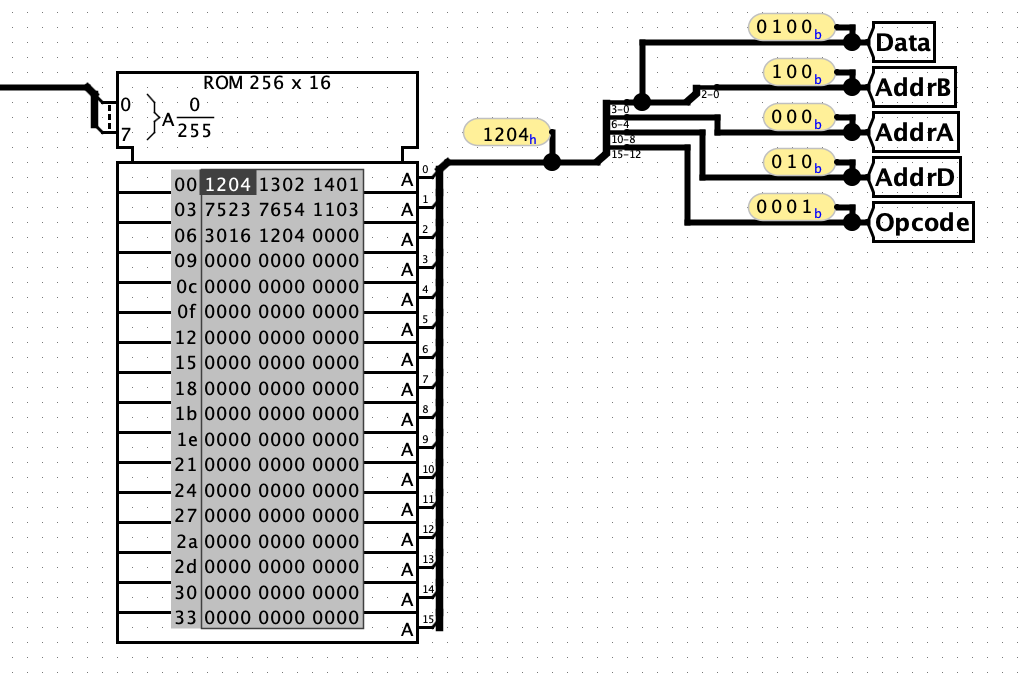 0100b Data
100b AddrB
2-0
ROM 256 x 16
3-0
0 A 0
7 255
1204h
6-4
000b AddrA
10-8
15-12
010b AddrD
0001b Opcode
00 1204 1302 1401 A 0
03 7523 7654 1103 A 1
06 3016 1204 0000 A 2
09 0000 0000 0000 A 3
0c 0000 0000 0000 A 4
0f 0000 0000 0000 A 5
12 0000 0000 0000 A 6
15 0000 0000 0000 A 7
18 0000 0000 0000 A 8
1b 0000 0000 0000 A 9
1e 0000 0000 0000 A 10
21 0000 0000 0000 A 11
24 0000 0000 0000 A 12
27 0000 0000 0000 A 13
2a 0000 0000 0000 A 14
2d 0000 0000 0000 A 15
30 0000 0000 0000
33 0000 0000 0000